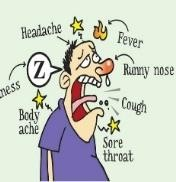 Headache
Fever
Z
Runny nose
ness
Cough
Body
ache
Sore
throat